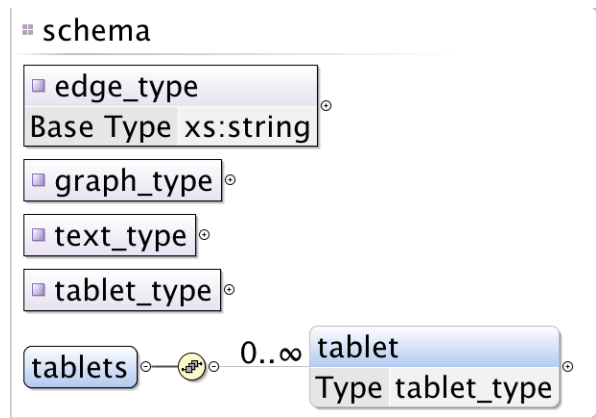 schema
edge_type
Base Type xs:string
graph_type
text_type
tablet_type
tablets 0..∞ tablet
Type tablet_type